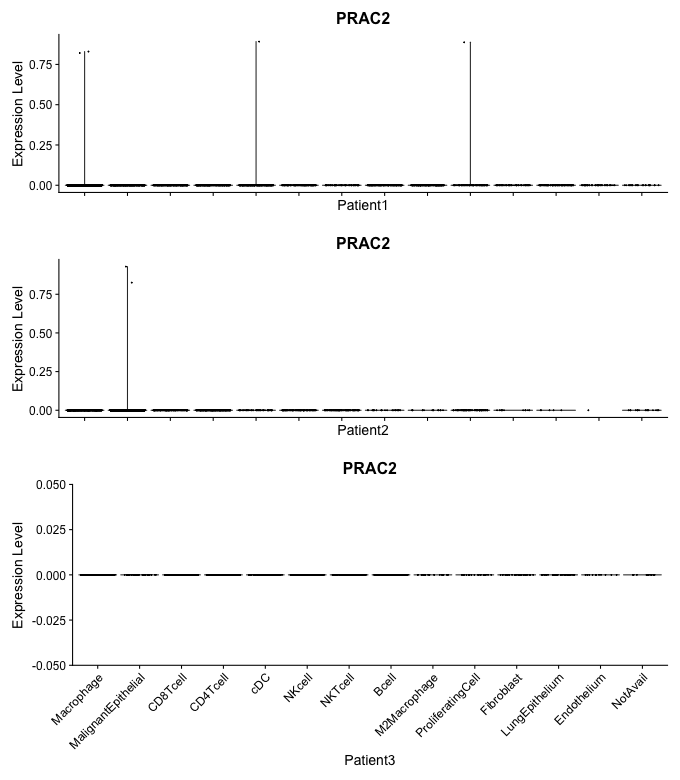 PRAC2
Expression Level
0.75
0.50
0.25
0.00
Patient1
PRAC2
Expression Level
0.75
0.50
0.25
0.00
Patient2
PRAC2
Expression Level
0.050
0.025
0.000
-0.025
-0.050
Macrophage
MalignantEpithelial
CD8Tcell
CD4Tcell
cDC
NKcell
NKTcell
Bcell
M2Macrophage
ProliferatingCell
Fibroblast
LungEpithelium
Endothelium
NotAvail
Patient3